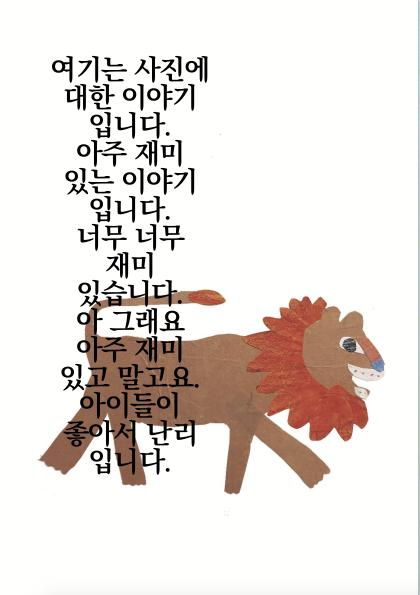 여기는 사진에
대한 이야기
입니다.
아주 재미
있는 이야기
입니다.
너무 너무
재미
있습니다.
아 그래요
아주 재미
있고 말고요.
아이들이
좋아서 난리
입니다.